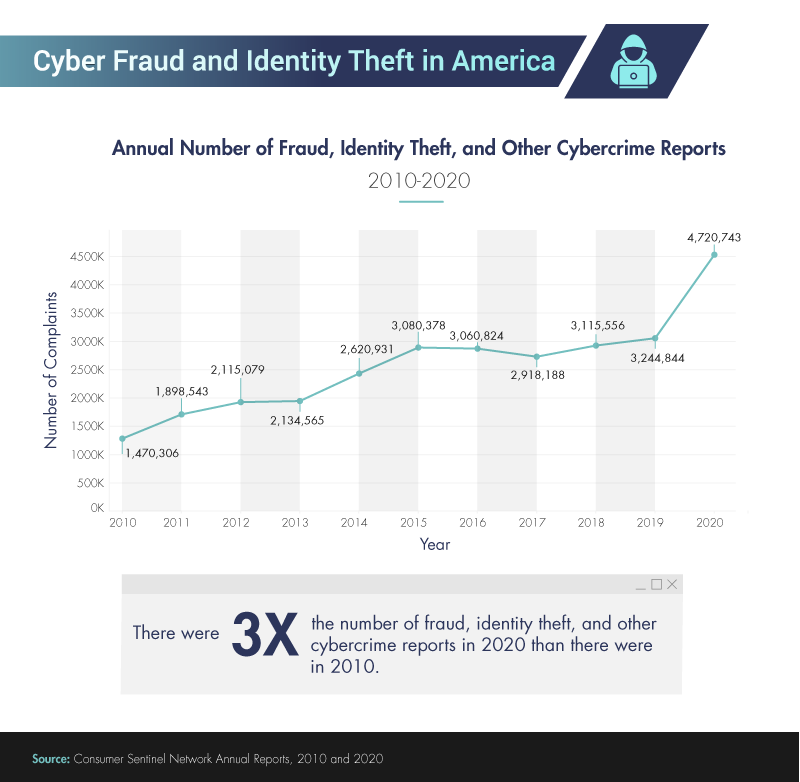 Cyber Fraud and Identity Theft in America
Annual Number of Fraud, Identity Theft, and Other Cybercrime Reports
2010-2020
Number of Complaints
4500K
4000K
3500K
3000K
2500K
2000K
1500K
1000K
500K
0K
1,470,306
1,898,543
2,115,079
2,134,565
2,620,931
3,080,378
3,060,824
2,918,188
3,115,556
3,244,844
4,720,743
2010 2011 2012 2013 2014 2015 2016 2017 2018 2019 2020
Year
There were 3X the number of fraud, identity theft, and other
cybercrime reports in 2020 than there were
in 2010.
Source: Consumer Sentinel Network Annual Reports, 2010 and 2020